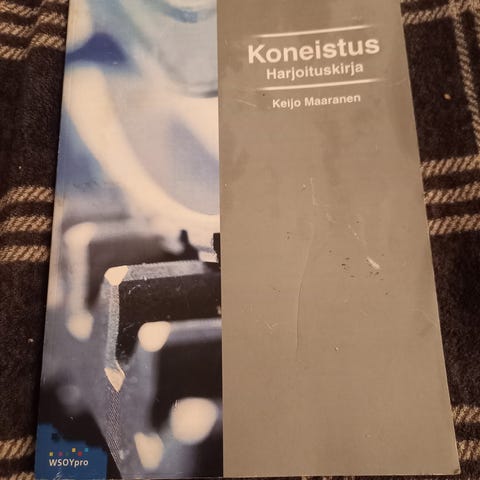 Koneistus
Harjoituskirja
Keijo Maaranen
WSOYpro